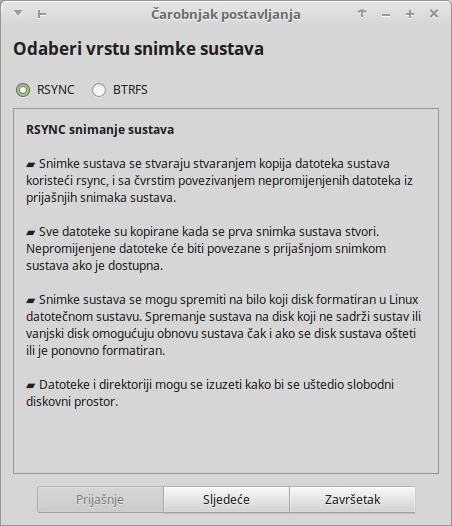 Čarobnjak postavljanja
Odaberi vrstu snimke sustava
RSYNC BTRFS
RSYNC snimanje sustava
▰ Snimke sustava se stvaraju stvaranjem kopija datoteka sustava
koristeći rsync, i sa čvrstim povezivanjem nepromijenjenih datoteka iz
prijašnjih snimaka sustava.
▰ Sve datoteke su kopirane kada se prva snimka sustava stvori.
Nepromijenjene datoteke će biti povezane s prijašnjom snimkom
sustava ako je dostupna.
▰ Snimke sustava se mogu spremiti na bilo koji disk formatiran u Linux
datotečnom sustavu. Spremanje sustava na disk koji ne sadrži sustav ili
vanjski disk omogućuju obnovu sustava čak i ako se disk sustava ošteti
ili je ponovno formatiran.
▰ Datoteke i direktoriji mogu se izuzeti kako bi se uštedio slobodni
diskovni prostor.
Prijašnje Sljedeće Završetak